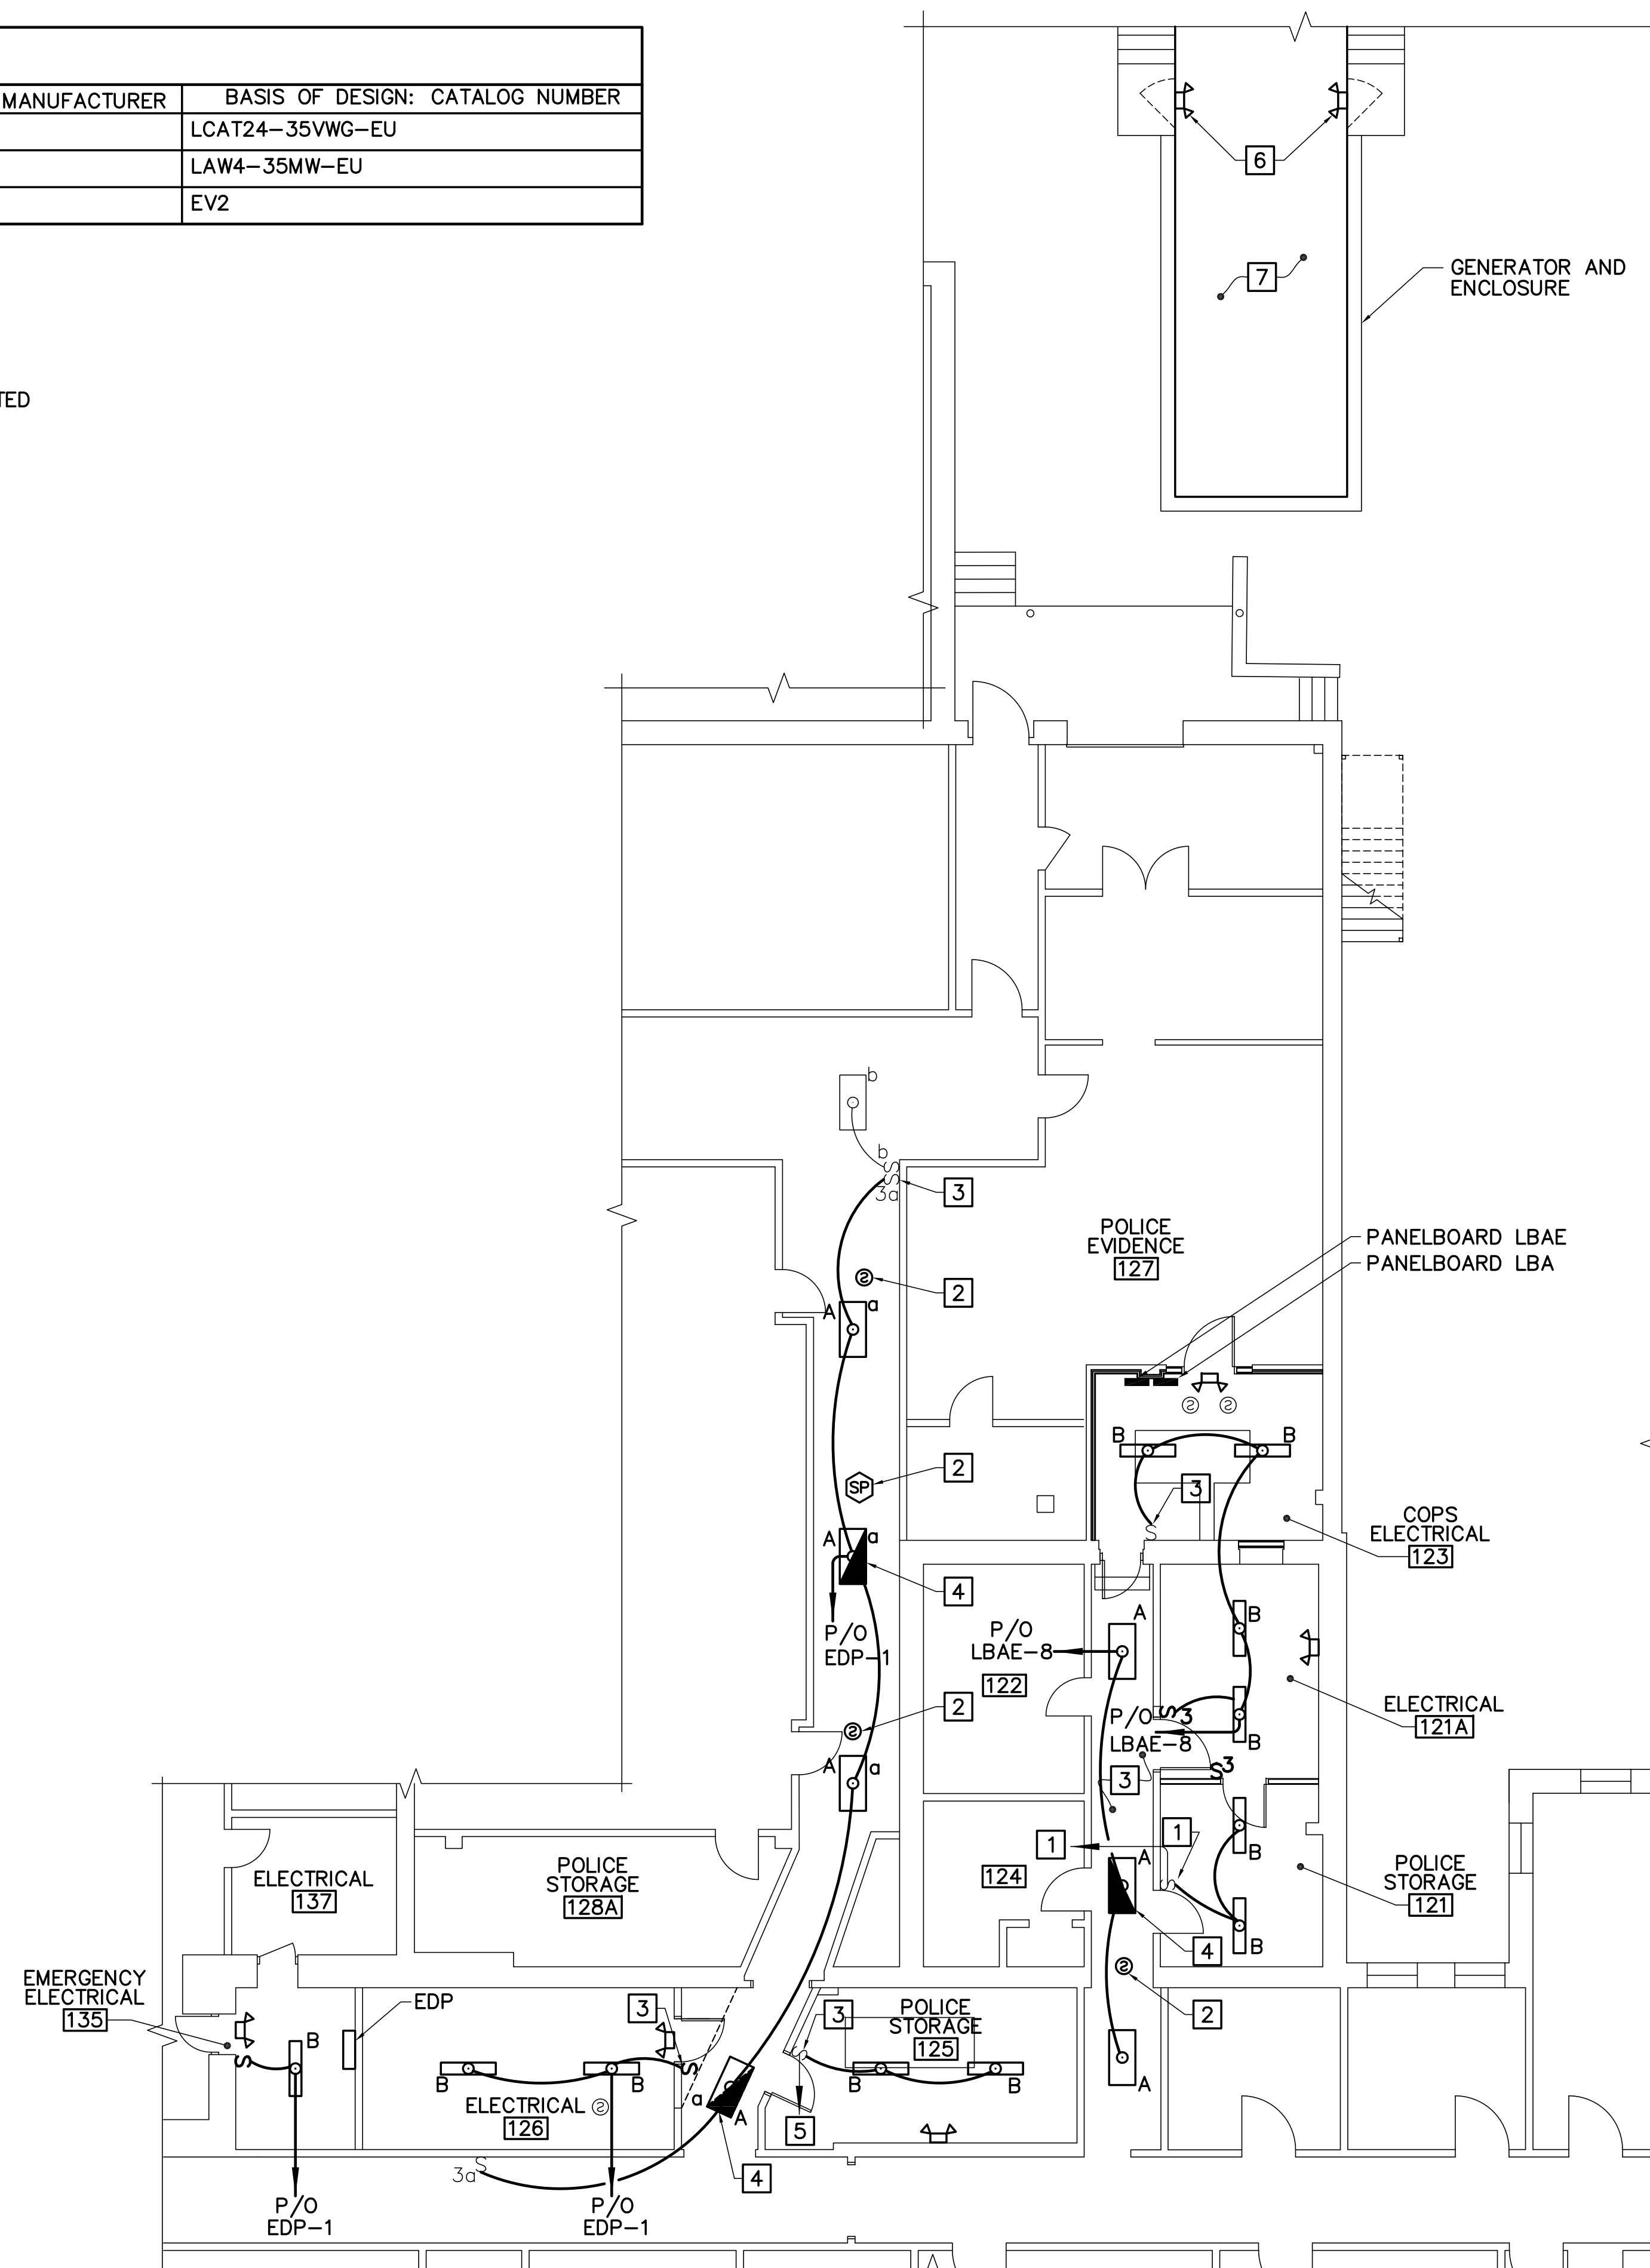 MANUFACTURER
BASIS OF DESIGN: CATALOG NUMBER
LCAT24-35VWG-EU
LAW4-35MW-EU
EV2
TED
6
7
GENERATOR AND
ENCLOSURE
b
b
S
S
3a
3
POLICE
EVIDENCE
127
PANELBOARD LBAE
PANELBOARD LBA
S
2
A
a
S
S
B
B
SP
2
3
S
COPS
ELECTRICAL
123
A
a
4
P/O
EDP-1
P/O
LBAE-8
122
A
B
S
2
S3
P/O
LBAE-8
B
ELECTRICAL
121A
A
a
S3
3
B
1
1
A
S
124
B
POLICE
STORAGE
121
ELECTRICAL
137
POLICE
STORAGE
128A
4
S
2
EMERGENCY
ELECTRICAL
135
EDP
B
S
3
3
S
POLICE
STORAGE
125
B
B
S
B
B
a
A
A
ELECTRICAL
126
S
5
4
3a
S
P/O
EDP-1
P/O
EDP-1